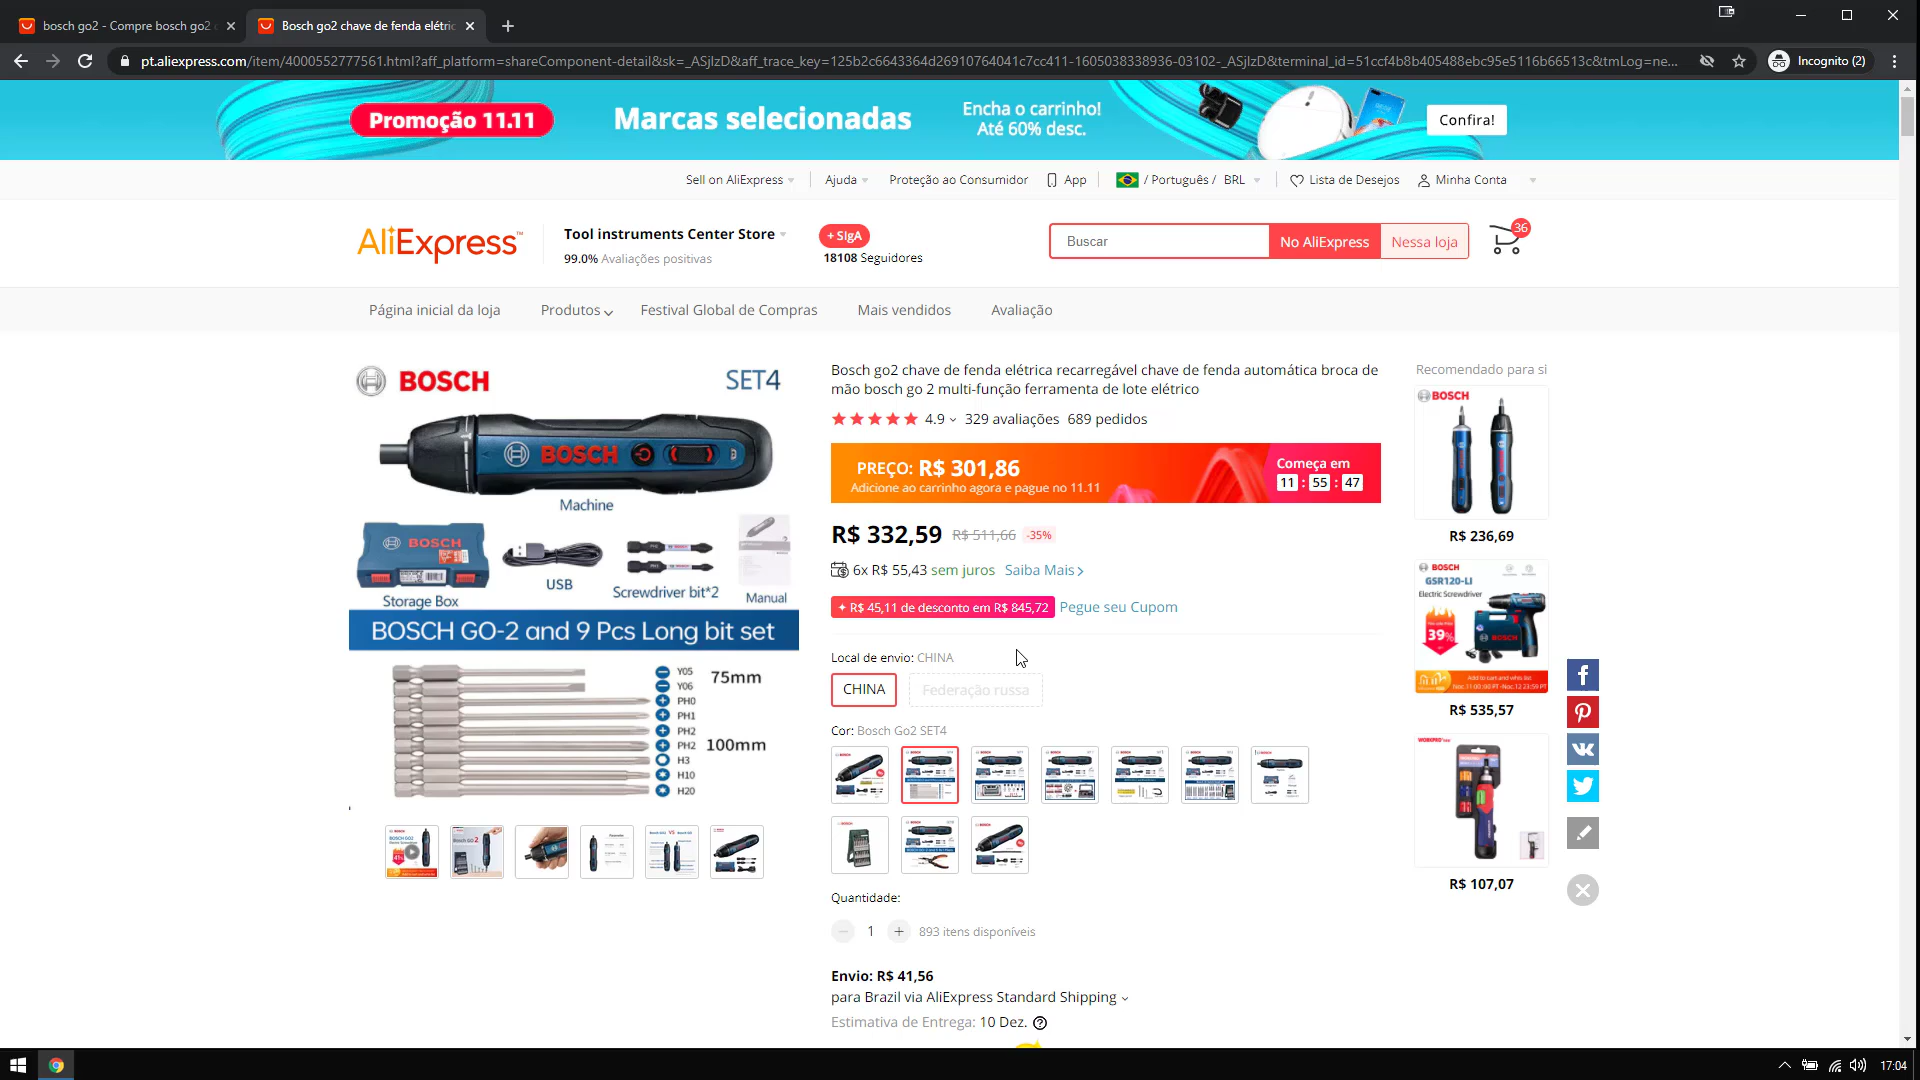 bosch go2 - Compre bosch go2
Bosch go2 chave de fenda elétric
pt.aliexpress.com/item/4000552777561.html?aff_platform=shareComponent-detail&sk=_ASjlzD&aff_trace_key=125b2c6643364d26910764041c7cc411-1605038338936-03102-_ASjlzD&terminal_id=51ccf4b8b405488ebc95e5116b66513c&tmLog=ne...
Incognito (2)
Promoção 11.11
Marcas selecionadas
Encha o carrinho!
Até 60% desc.
Confira!
Sell on AliExpress
Ajuda
Proteção ao Consumidor
App
/ Português / BRL
Lista de Desejos
Minha Conta
AliExpress™
Tool instruments Center Store
99.0% Avaliações positivas
+ SIgA
18108 Seguidores
Buscar
No AliExpress
Nessa loja
36
Página inicial da loja
Produtos
Festival Global de Compras
Mais vendidos
Avaliação
BOSCH
SET4
BOSCH
Machine
BOSCH
Storage Box
USB
Screwdriver bit*2
Manual
BOSCH GO-2 and 9 Pcs Long bit set
Y05
Y06
PH0
PH1
PH2
PH2
H3
H10
H20
75mm
100mm
Bosch go2 chave de fenda elétrica recarregável chave de fenda automática broca de
mão bosch go 2 multi-função ferramenta de lote elétrico
4.9
329 avaliações
689 pedidos
PREÇO: R$ 301,86
Adicione ao carrinho agora e pague no 11.11
Começa em
11 : 55 : 47
R$ 332,59
R$ 511,66
-35%
6x R$ 55,43 sem juros
Saiba Mais
R$ 45,11 de desconto em R$ 845,72
Pegue seu Cupom
Local de envio: CHINA
CHINA
Federação russa
Cor: Bosch Go2 SET4
Quantidade:
1
+
893 itens disponíveis
Envio: R$ 41,56
para Brazil via AliExpress Standard Shipping
Estimativa de Entrega: 10 Dez.
Recomendado para si
BOSCH
R$ 236,69
BOSCH
GSR120-LI
Electric Screwdriver
39%
BOSCH
Add to cart and whis list
R$ 535,57
WORKPRO
R$ 107,07
17:04